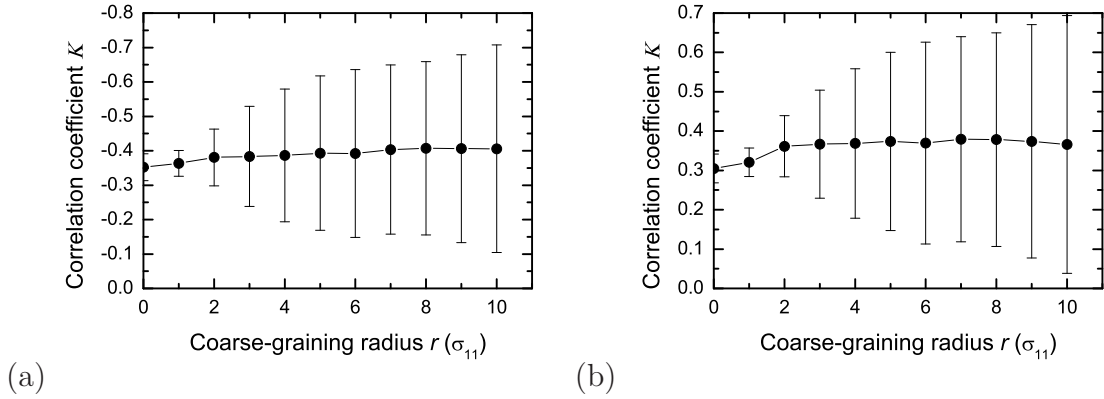 -0.8
-0.7
-0.6
-0.5
-0.4
-0.3
-0.2
-0.1
0.0
Correlation coefficient K
0 2 4 6 8 10
Coarse-graining radius r (σ₁₁)
(a)
0.7
0.6
0.5
0.4
0.3
0.2
0.1
0.0
Correlation coefficient K
0 2 4 6 8 10
Coarse-graining radius r (σ₁₁)
(b)